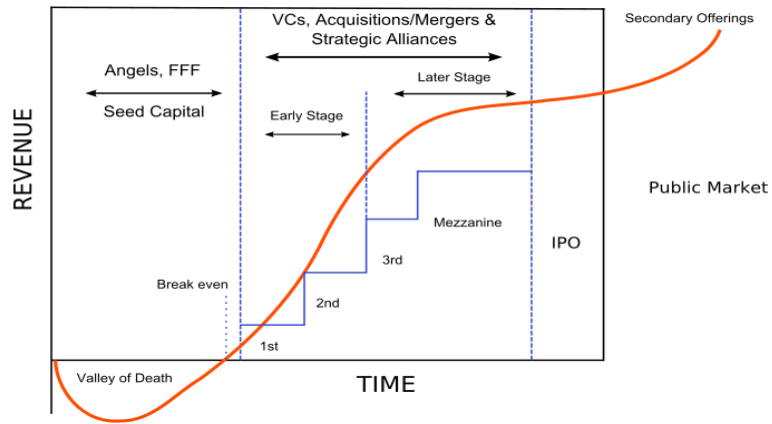 VCs, Acquisitions/Mergers &
Strategic Alliances
Secondary Offerings
Angels, FFF
Seed Capital
Later Stage
Early Stage
REVENUE
Public Market
Mezzanine
IPO
3rd
Break even
2nd
1st
Valley of Death
TIME